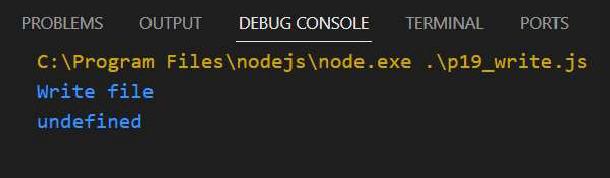 PROBLEMS OUTPUT DEBUG CONSOLE TERMINAL PORTS
C:\Program Files\nodejs\node.exe .\p19_write.js
Write file
undefined